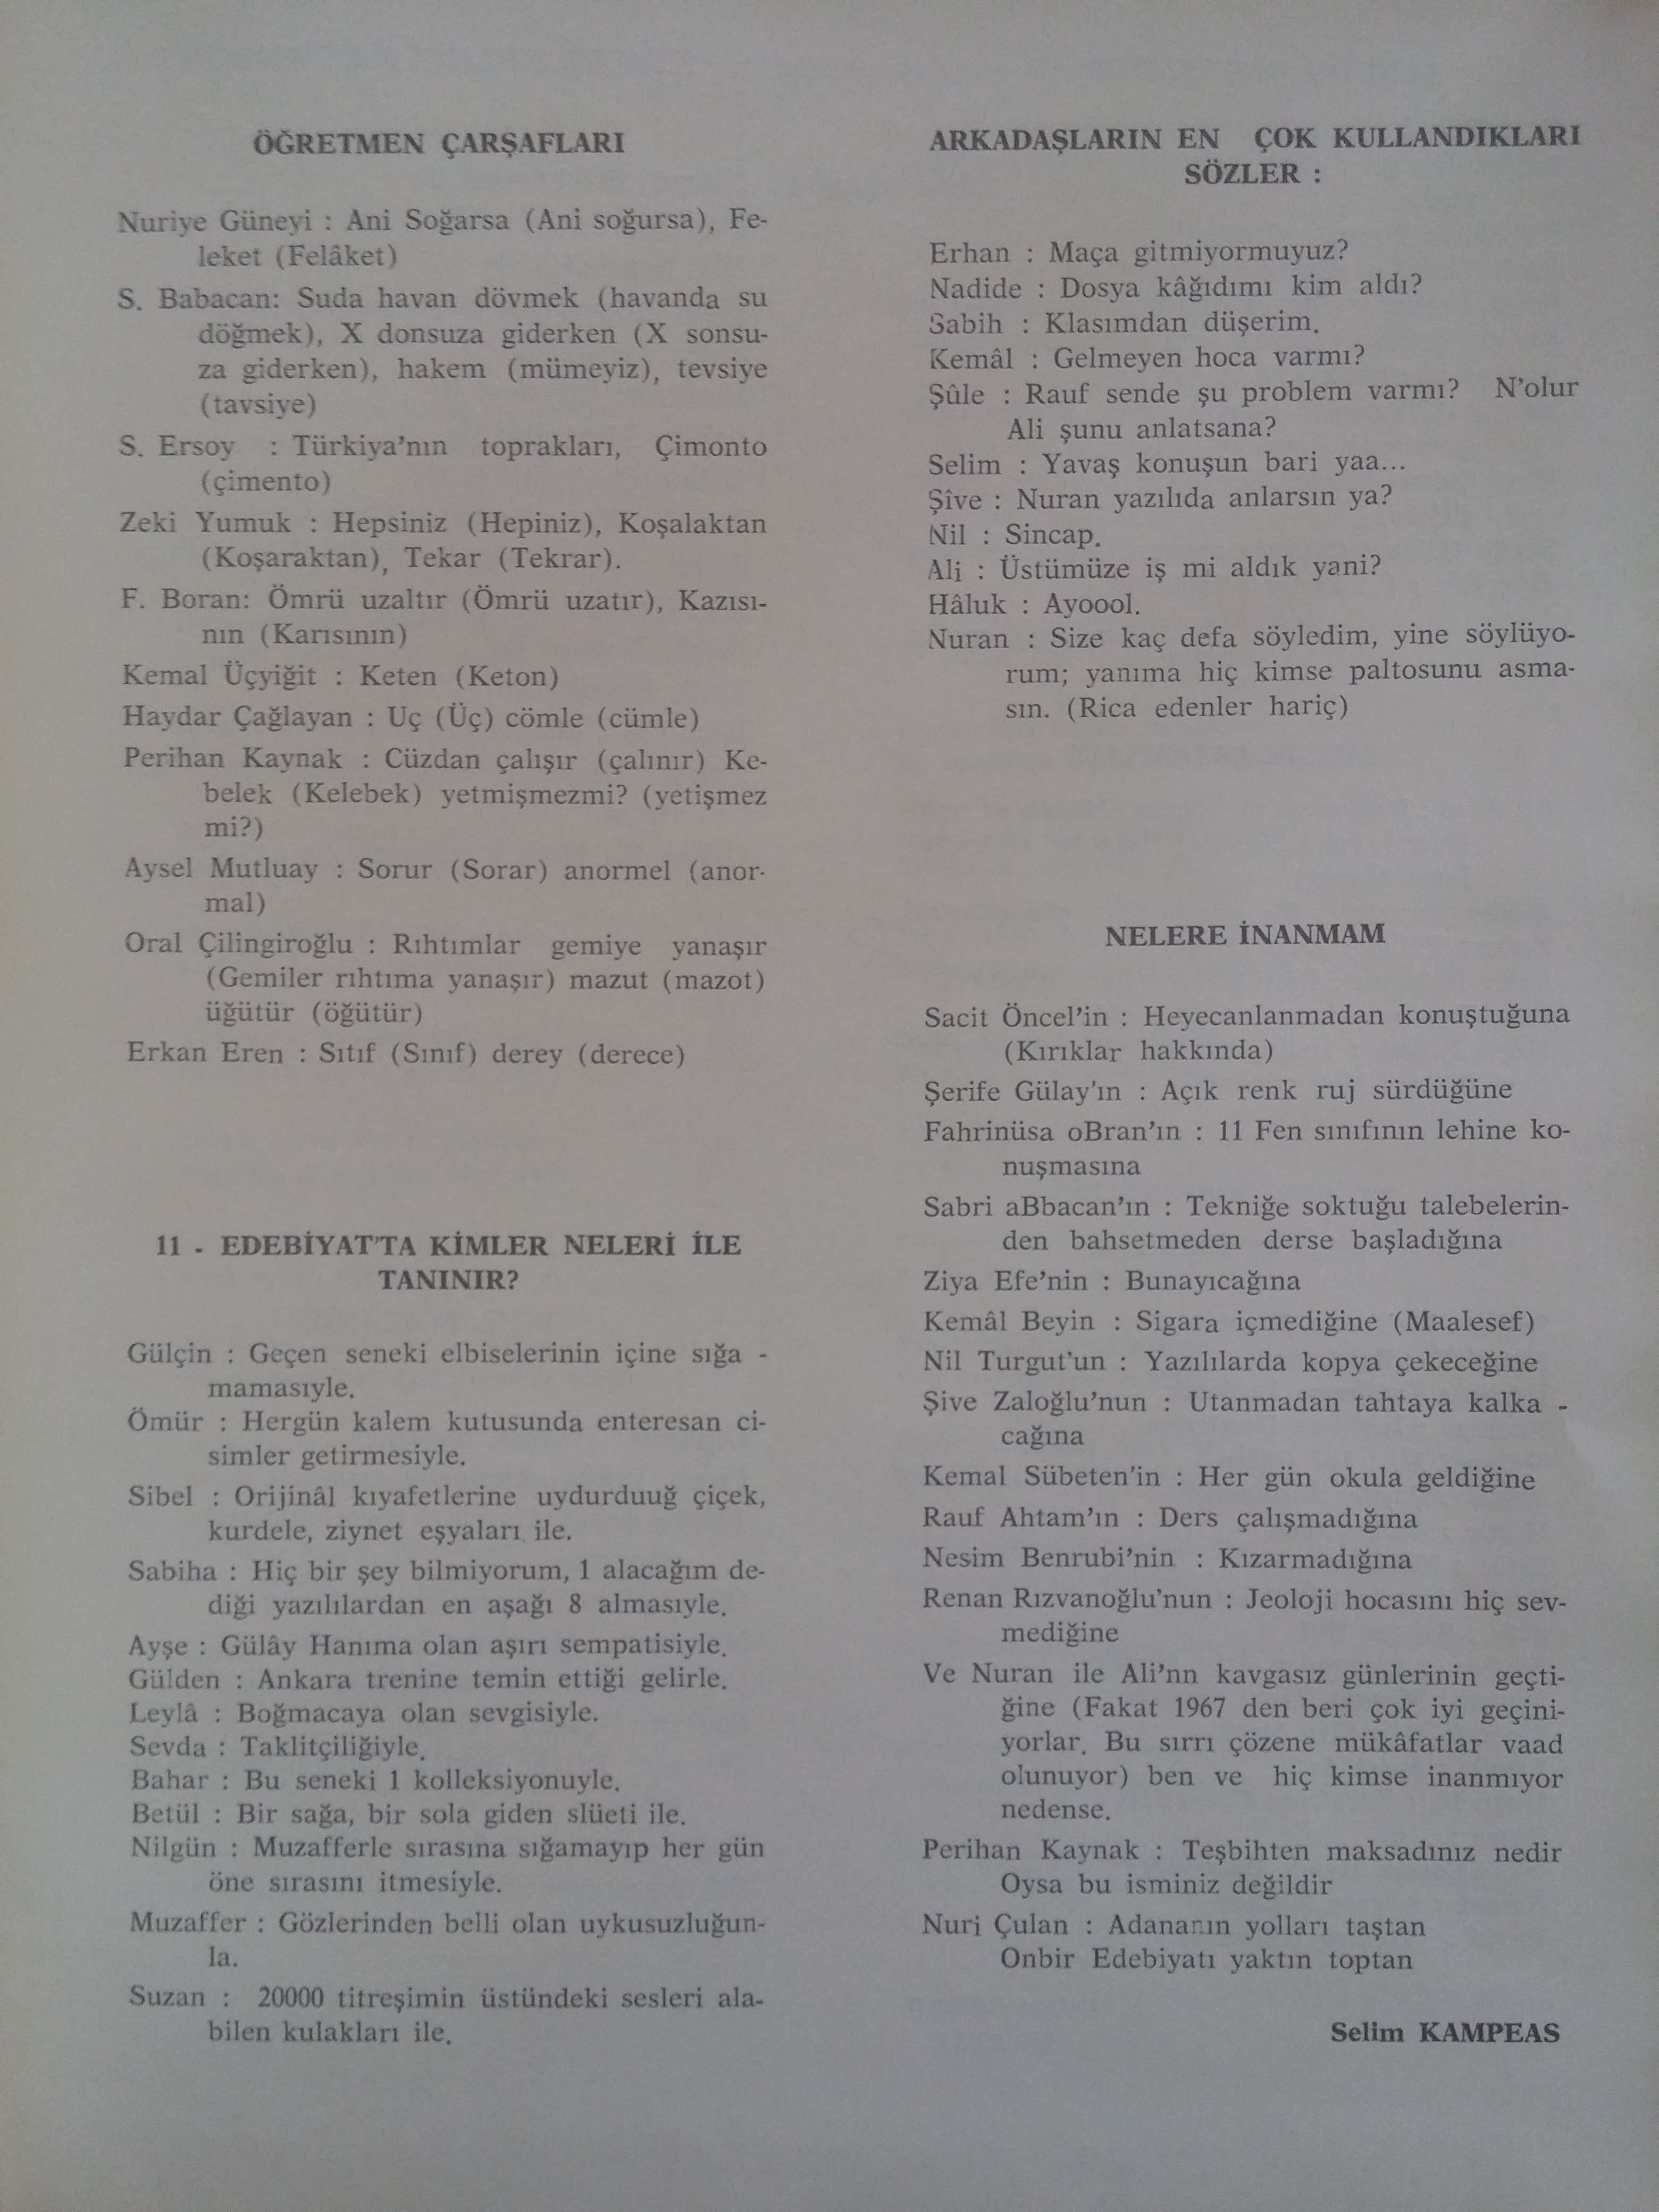 ÖĞRETMEN ÇARŞAFLARI
Nuriye Güneyi : Ani Soğarsa (Ani soğursa), Fe-
leket (Felâket)
S. Babacan: Suda havan dövmek (havanda su
döğmek), X donsuza giderken (X sonsu-
za giderken), hakem (mümeyiz), tevsiye
(tavsiye)
S. Ersoy : Türkiya'nın toprakları, Çimonto
(çimento)
Zeki Yumuk : Hepsiniz (Hepiniz), Koşalaktan
(Koşaraktan), Tekar (Tekrar).
F. Boran: Ömrü uzaltır (Ömrü uzatır), Kazısı-
nın (Karısının)
Kemal Üçyiğit : Keten (Keton)
Haydar Çağlayan : Uç (Üç) cömle (cümle)
Perihan Kaynak : Cüzdan çalışır (çalınır) Ke-
belek (Kelebek) yetmişmezmi? (yetişmez
mi?)
Aysel Mutluay : Sorur (Sorar) anormel (anor-
mal)
Oral Çilingiroğlu : Rıhtımlar gemiye yanaşır
(Gemiler rıhtıma yanaşır) mazut (mazot)
üğütür (öğütür)
Erkan Eren : Sıtıf (Sınıf) derey (derece)
11 - EDEBİYAT'TA KİMLER NELERİ İLE
TANINIR?
Gülçin : Geçen seneki elbiselerinin içine sığa -
mamasıyle.
Ömür : Hergün kalem kutusunda enteresan ci-
simler getirmesiyle.
Sibel : Orijinâl kıyafetlerine uydurduuğ çiçek,
kurdele, ziynet eşyaları ile.
Sabiha : Hiç bir şey bilmiyorum, 1 alacağım de-
diği yazılılardan en aşağı 8 almasıyle.
Ayşe : Gülây Hanıma olan aşırı sempatisiyle.
Gülden : Ankara trenine temin ettiği gelirle.
Leylâ : Boğmacaya olan sevgisiyle.
Sevda : Taklitçiliğiyle.
Bahar : Bu seneki 1 kolleksiyonuyle.
Betül : Bir sağa, bir sola giden slüeti ile.
Nilgün : Muzafferle sırasına sığamayıp her gün
öne sırasını itmesiyle.
Muzaffer : Gözlerinden belli olan uykusuzluğun-
la.
Suzan : 20000 titreşimin üstündeki sesleri ala-
bilen kulakları ile.
ARKADAŞLARIN EN ÇOK KULLANDIKLARI
SÖZLER :
Erhan : Maça gitmiyormuyuz?
Nadide : Dosya kâğıdımı kim aldı?
Sabih : Klasımdan düşerim.
Kemâl : Gelmeyen hoca varmı?
Şûle : Rauf sende şu problem varmı? N'olur
Ali şunu anlatsana?
Selim : Yavaş konuşun bari yaa...
Şîve : Nuran yazılıda anlarsın ya?
Nil : Sincap.
Ali : Üstümüze iş mi aldık yani?
Hâluk : Ayoool.
Nuran : Size kaç defa söyledim, yine söylüyo-
rum; yanıma hiç kimse paltosunu asma-
sın. (Rica edenler hariç)
NELERE İNANMAM
Sacit Öncel'in : Heyecanlanmadan konuştuğuna
(Kırıklar hakkında)
Şerife Gülay'ın : Açık renk ruj sürdüğüne
Fahrinüsa oBran'ın : 11 Fen sınıfının lehine ko-
nuşmasına
Sabri aBbacan'ın : Tekniğe soktuğu talebelerin-
den bahsetmeden derse başladığına
Ziya Efe'nin : Bunayıcağına
Kemâl Beyin : Sigara içmediğine (Maalesef)
Nil Turgut'un : Yazılılarda kopya çekeceğine
Şive Zaloğlu'nun : Utanmadan tahtaya kalka -
cağına
Kemal Sübeten'in : Her gün okula geldiğine
Rauf Ahtam'ın : Ders çalışmadığına
Nesim Benrubi'nin : Kızarmadığına
Renan Rızvanoğlu'nun : Jeoloji hocasını hiç sev-
mediğine
Ve Nuran ile Ali'nn kavgasız günlerinin geçti-
ğine (Fakat 1967 den beri çok iyi geçini-
yorlar. Bu sırrı çözene mükâfatlar vaad
olunuyor) ben ve hiç kimse inanmıyor
nedense.
Perihan Kaynak : Teşbihten maksadınız nedir
Oysa bu isminiz değildir
Nuri Çulan : Adananın yolları taştan
Onbir Edebiyatı yaktın toptan
Selim KAMPEAS